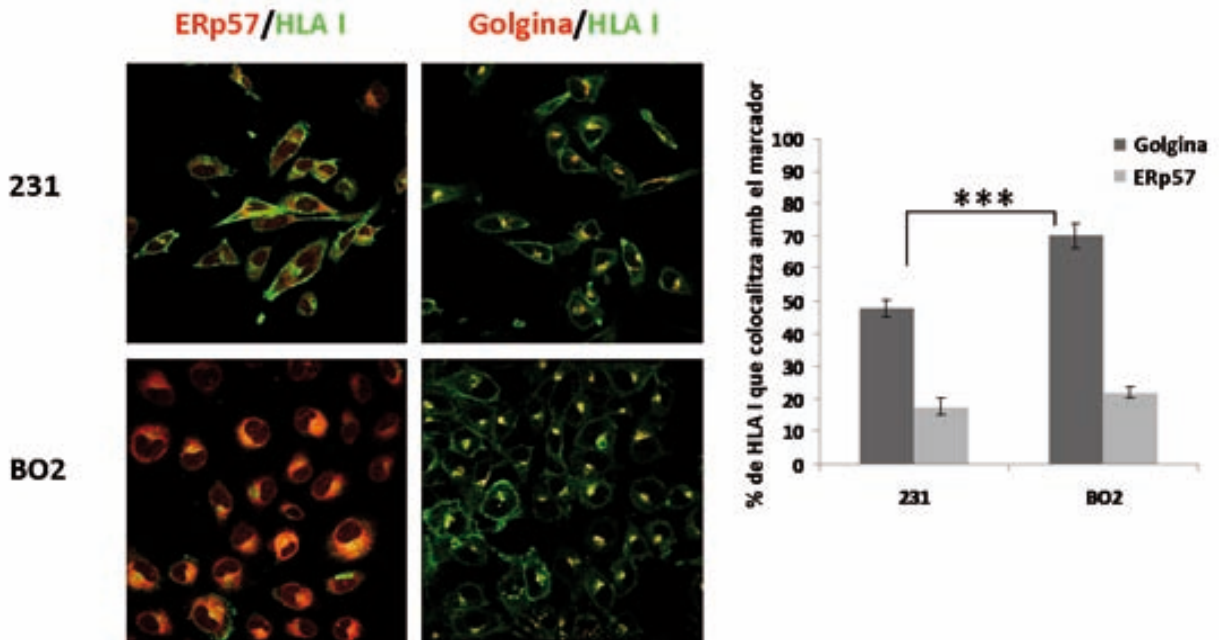 ERp57/HLA I
Golgina/HLA I
231
BO2
% de HLA I que colocalitza amb el marcador
100
90
80
70
60
50
40
30
20
10
0
***
Golgina
ERp57
231
BO2